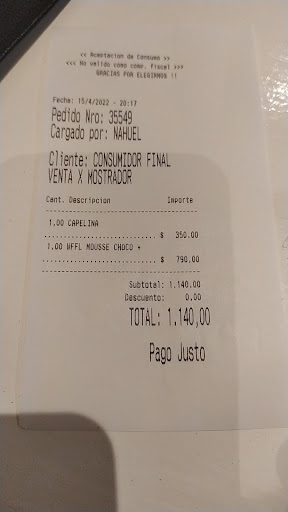 << Aceptacion de Consumo >>
<<< No valido como comp. fiscal >>>
GRACIAS POR ELEGIRNOS !!
Fecha: 15/4/2022 - 20:17
Pedido Nro: 35549
Cargado por: NAHUEL
Cliente: CONSUMIDOR FINAL
VENTA X MOSTRADOR
Cant. Descripcion Importe
1.00 CAPELINA
$ 350.00
1.00 WFFL MOUSSE CHOCO +
$ 790.00
Subtotal: 1.140.00
Descuento: 0.00
TOTAL: 1.140,00
Pago Justo